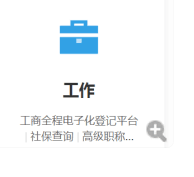 工作
工商全程电子化登记平台
| 社保查询 | 高级职称...